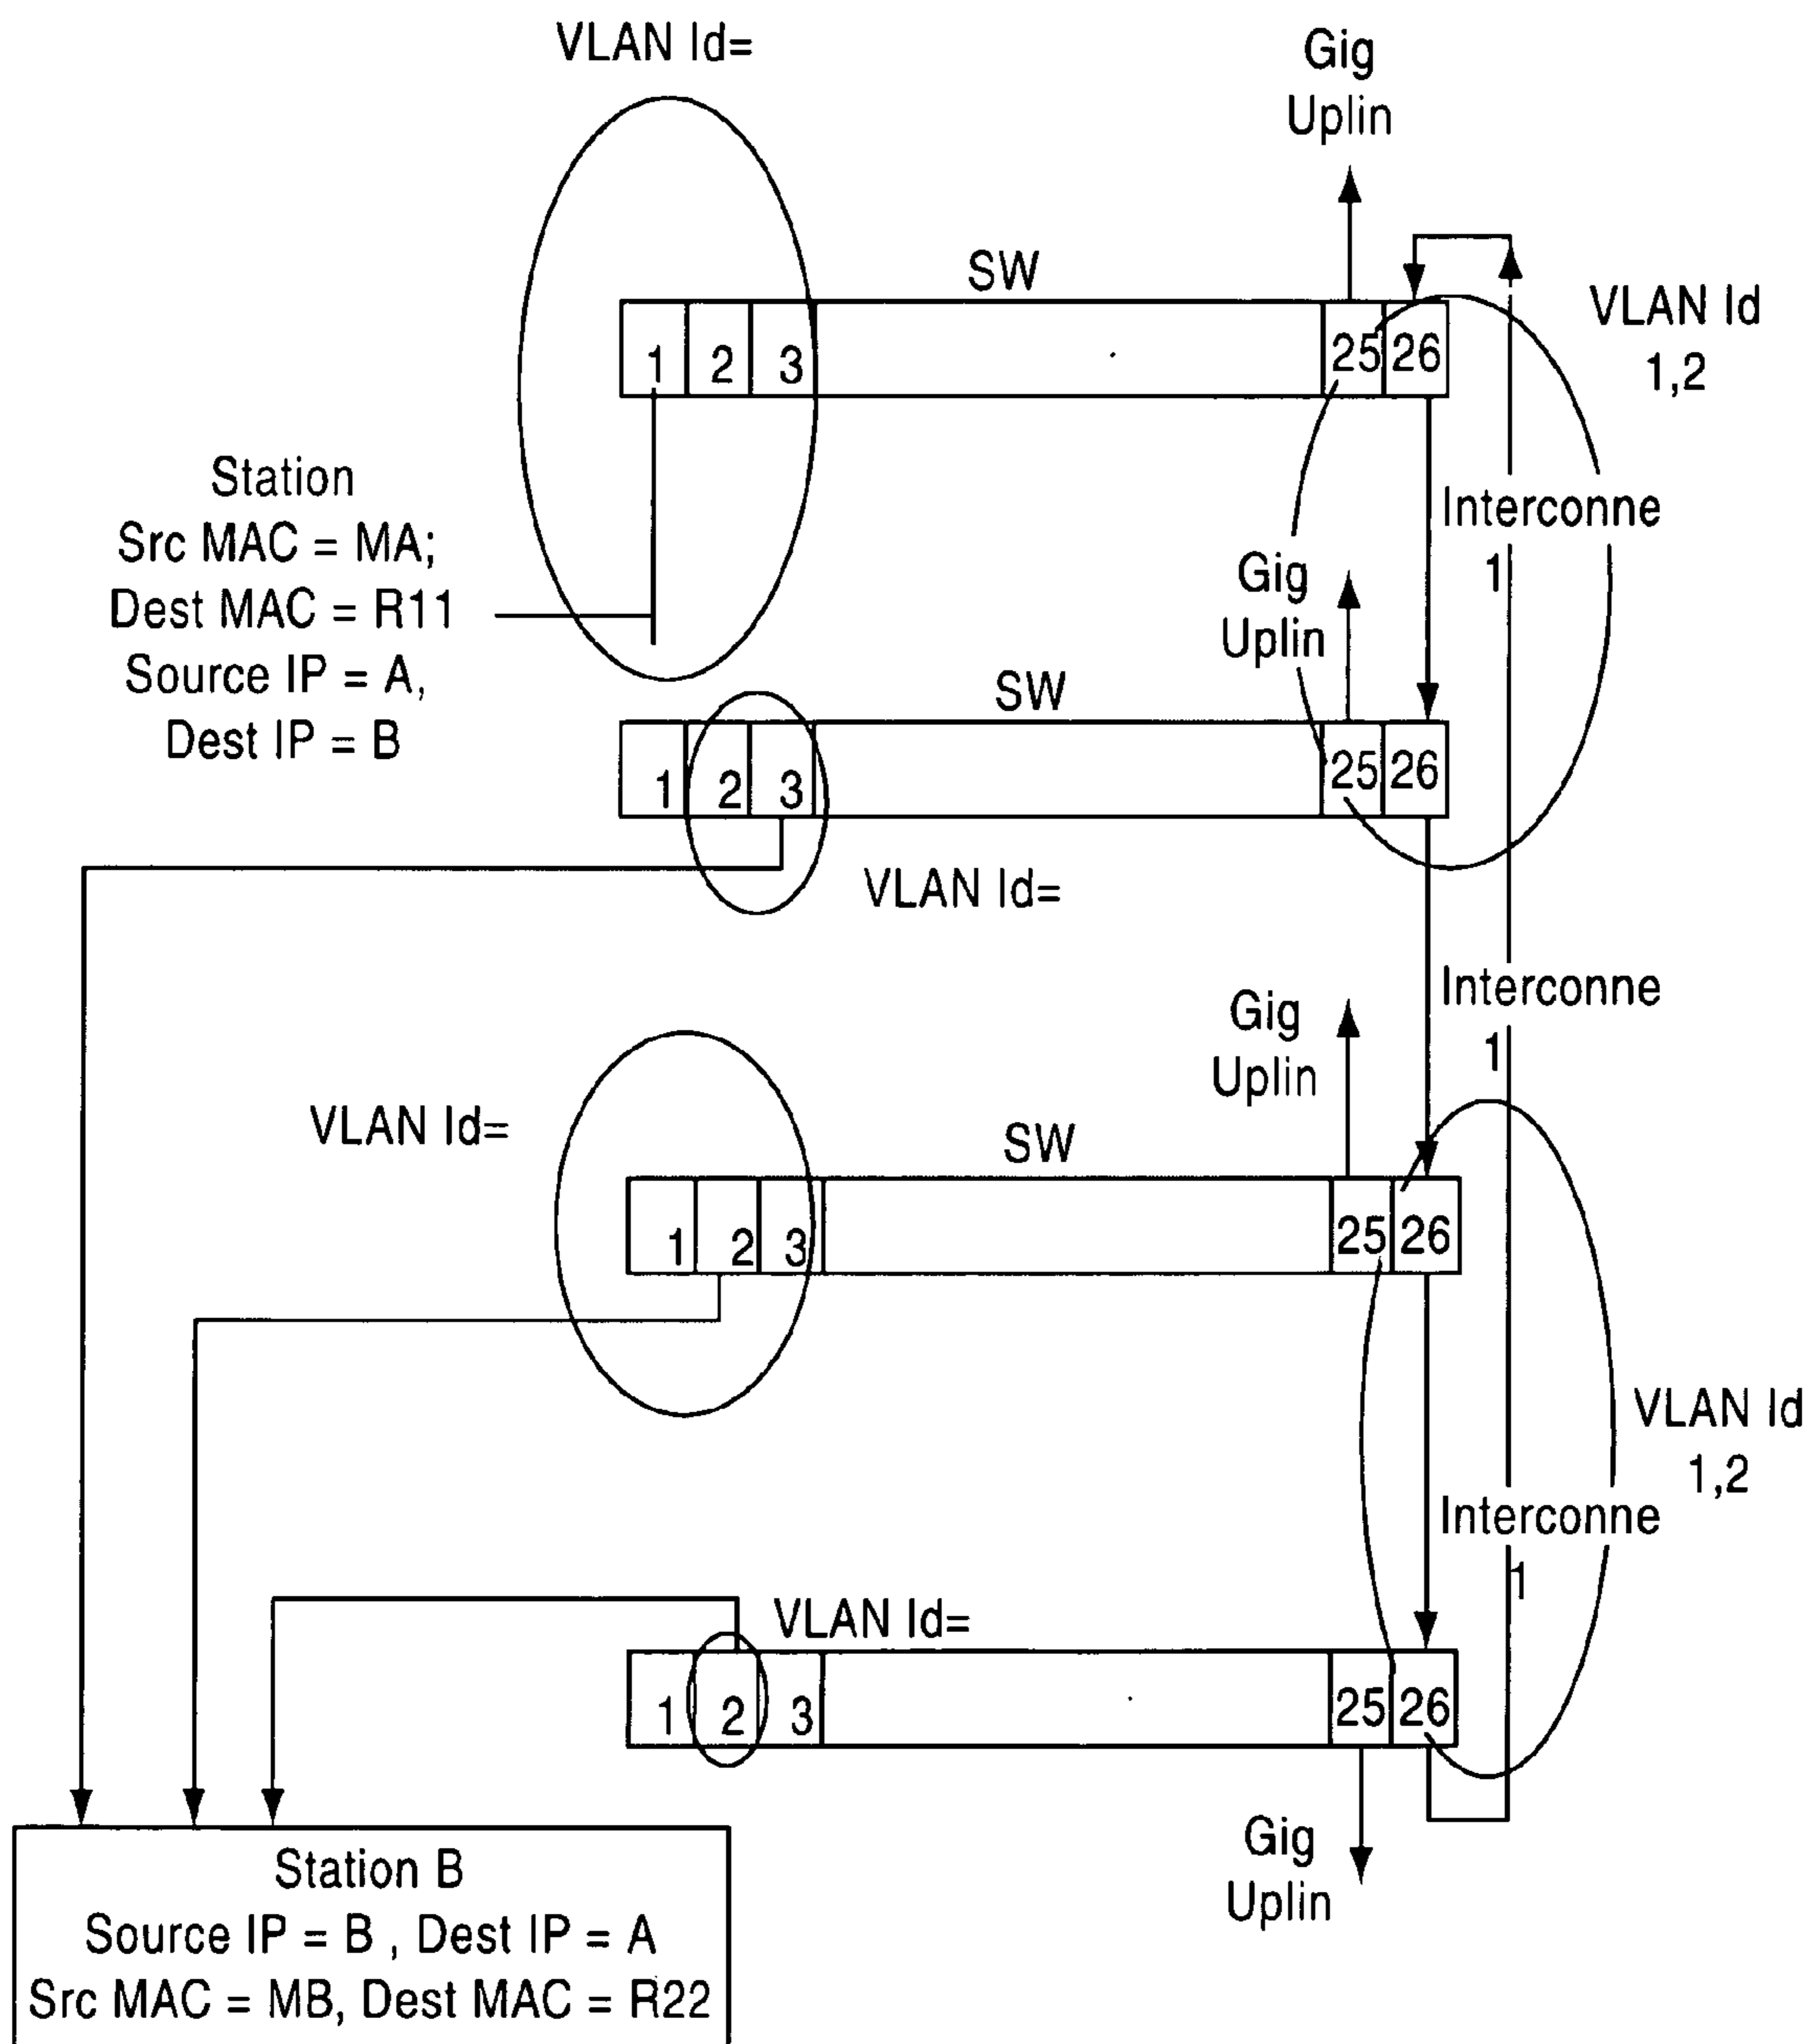 VLAN Id=
Gig
Uplin
SW
VLAN Id
1,2
1 2 3 25 26
Station
Src MAC = MA;
Dest MAC = R11
Source IP = A,
Dest IP = B
Interconne
1
Gig
Uplin
SW
1 2 3 25 26
VLAN Id=
Interconne
1
Gig
Uplin
VLAN Id=
SW
1 2 3 25 26
VLAN Id
1,2
Interconne
1
VLAN Id=
1 2 3 25 26
Gig
Uplin
Station B
Source IP = B , Dest IP = A
Src MAC = MB, Dest MAC = R22